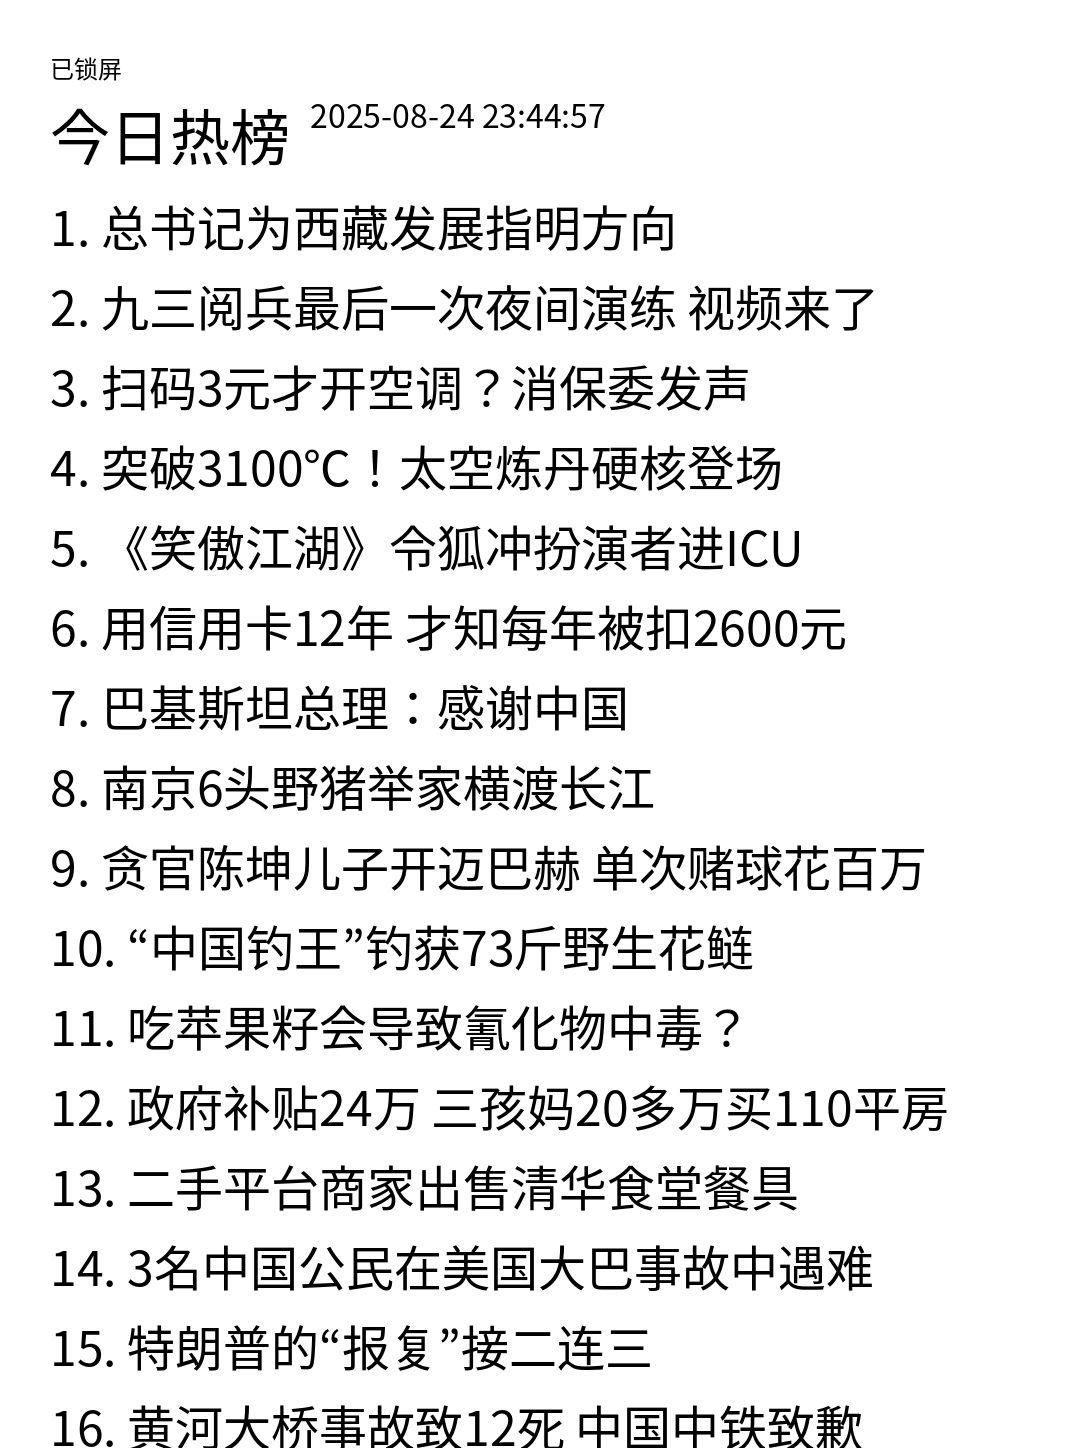 已锁屏
今日热榜 2025-08-24 23:44:57
1. 总书记为西藏发展指明方向
2. 九三阅兵最后一次夜间演练 视频来了
3. 扫码3元才开空调？消保委发声
4. 突破3100℃！太空炼丹硬核登场
5. 《笑傲江湖》令狐冲扮演者进ICU
6. 用信用卡12年 才知每年被扣2600元
7. 巴基斯坦总理：感谢中国
8. 南京6头野猪举家横渡长江
9. 贪官陈坤儿子开迈巴赫 单次赌球花百万
10. “中国钓王”钓获73斤野生花鲢
11. 吃苹果籽会导致氰化物中毒？
12. 政府补贴24万 三孩妈20多万买110平房
13. 二手平台商家出售清华食堂餐具
14. 3名中国公民在美国大巴事故中遇难
15. 特朗普的“报复”接二连三
16. 黄河大桥事故致12死 中国中铁致歉